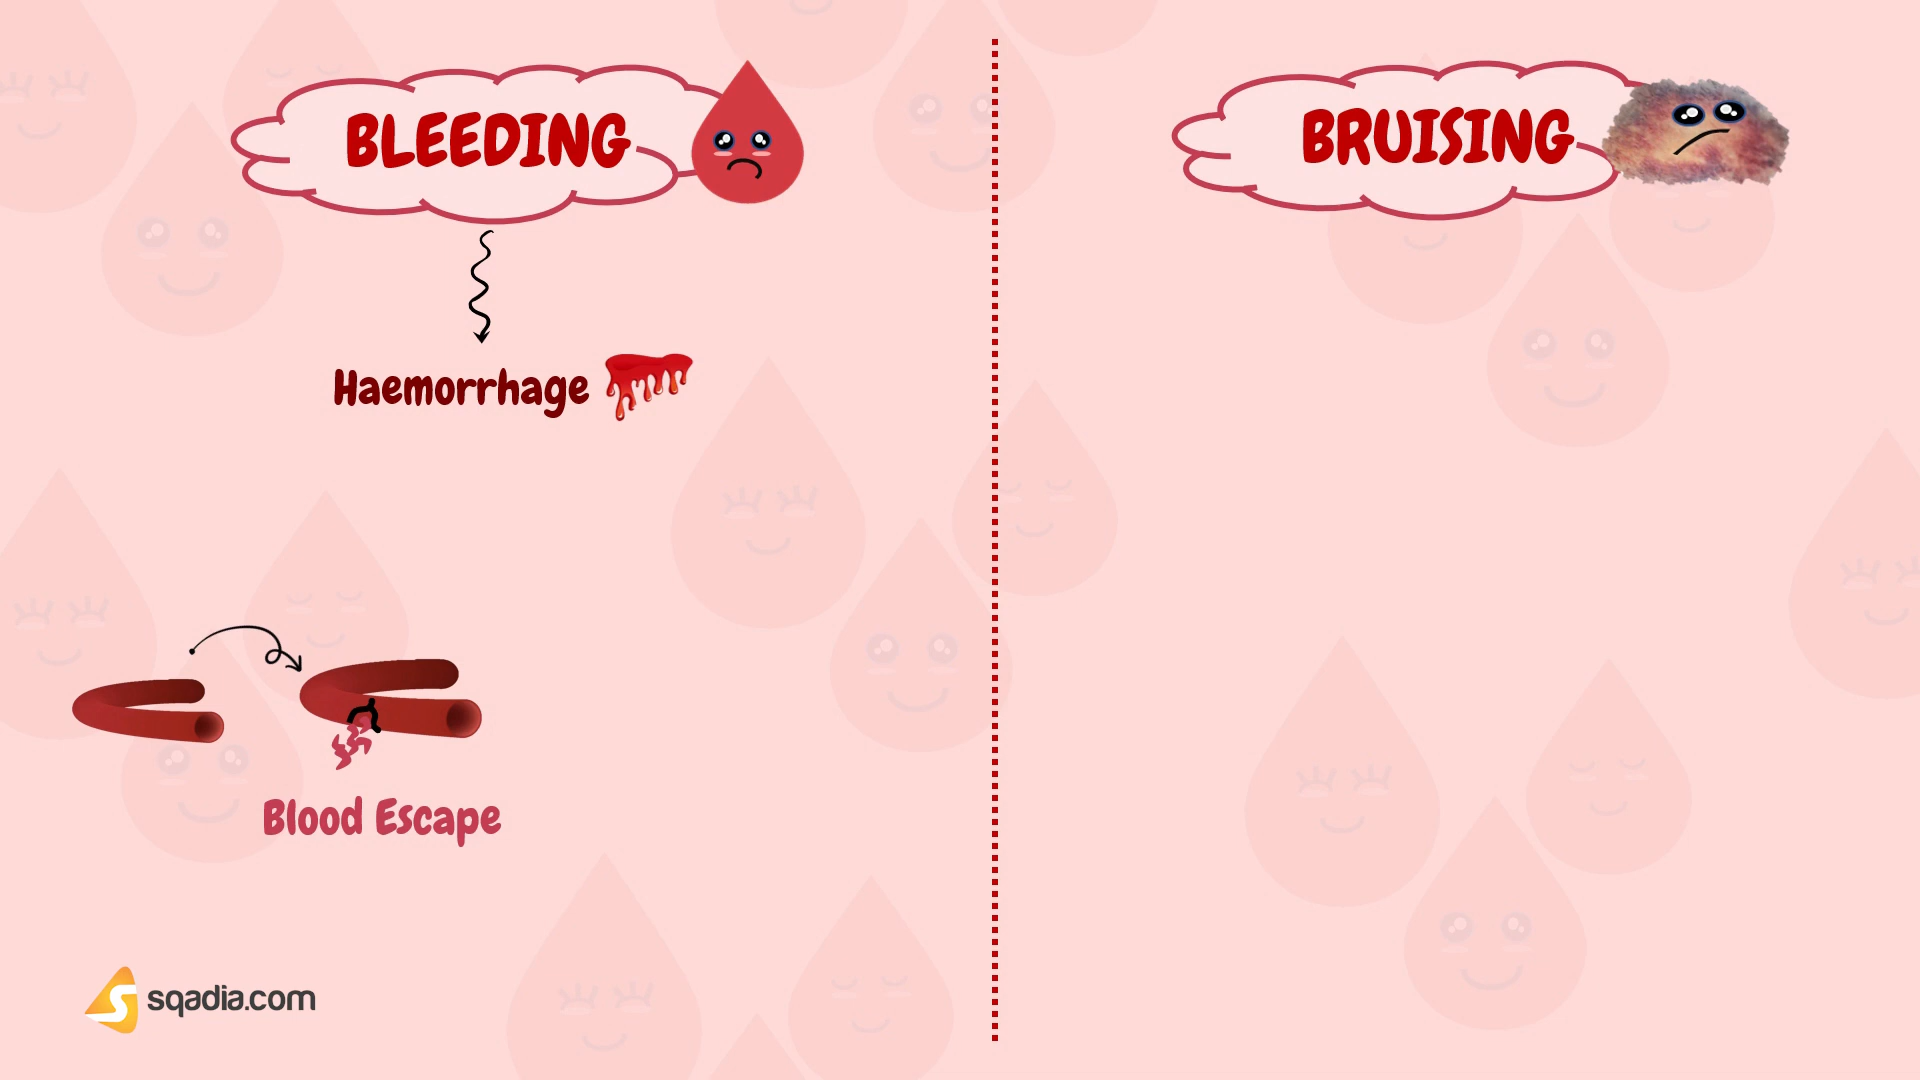 BLEEDING
BRUISING
Haemorrhage
Blood Escape
sqadia.com